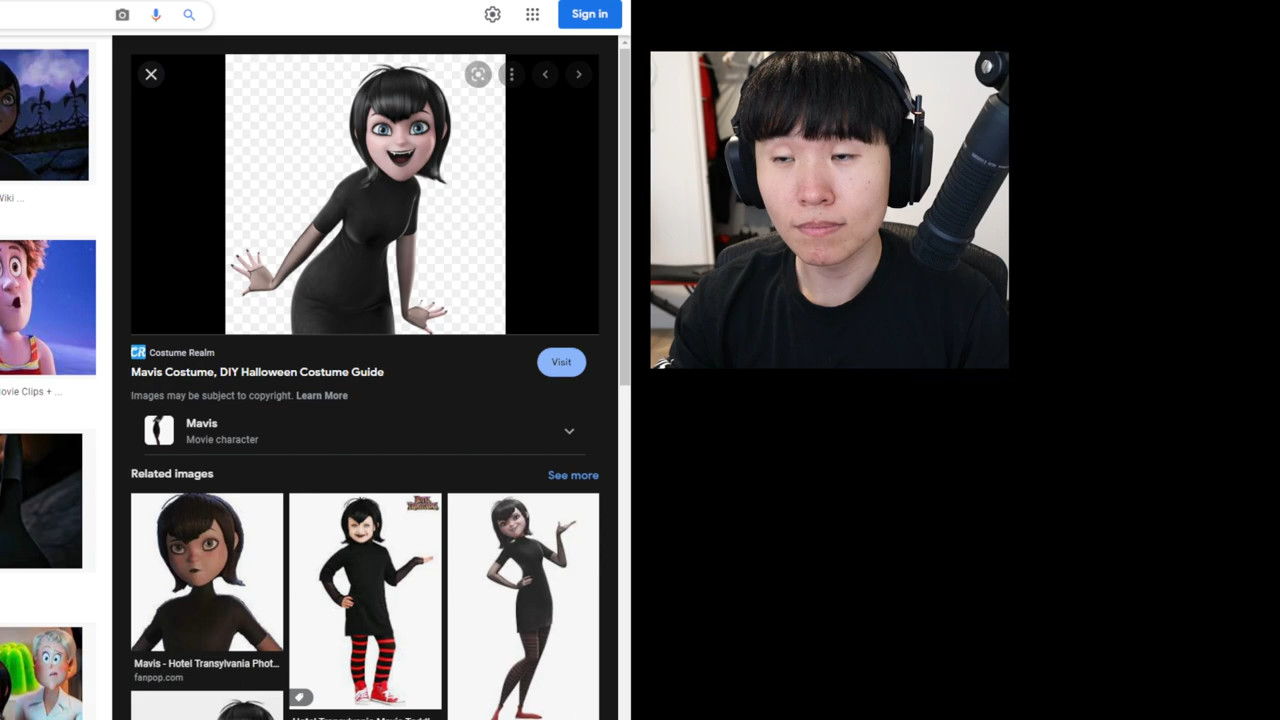 Sign in
Wiki ...
ovie Clips + ...
CR Costume Realm
Visit
Mavis Costume, DIY Halloween Costume Guide
Images may be subject to copyright. Learn More
Mavis
Movie character
Related images
See more
Mavis - Hotel Transylvania Phot...
fanpop.com